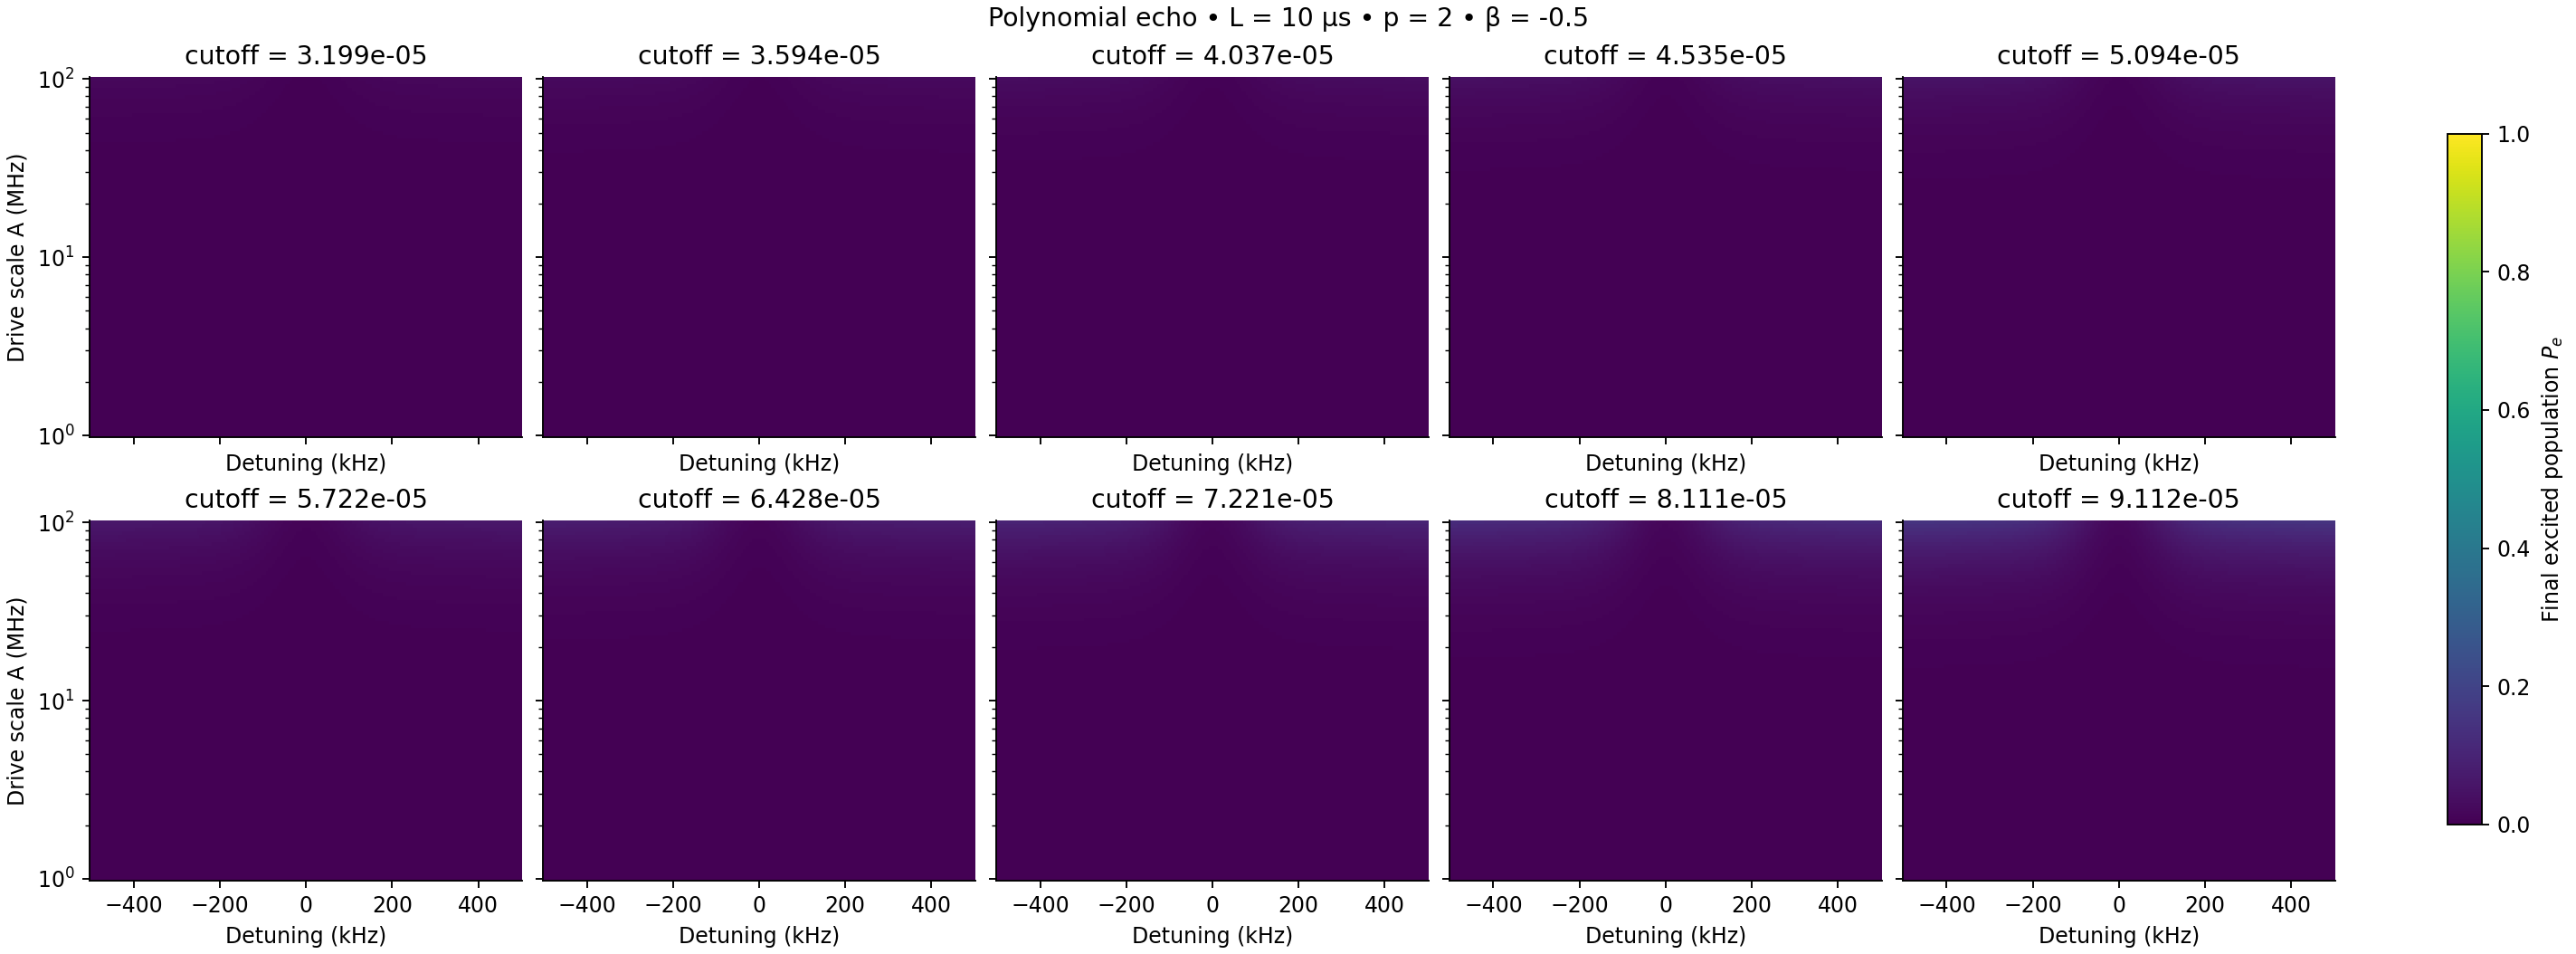 Polynomial echo • L = 10 μs • p = 2 • β = -0.5
cutoff = 3.199e-05
cutoff = 3.594e-05
cutoff = 4.037e-05
cutoff = 4.535e-05
cutoff = 5.094e-05
Drive scale A (MHz)
10²
10¹
10⁰
Detuning (kHz)
Detuning (kHz)
Detuning (kHz)
Detuning (kHz)
Detuning (kHz)
cutoff = 5.722e-05
cutoff = 6.428e-05
cutoff = 7.221e-05
cutoff = 8.111e-05
cutoff = 9.112e-05
Drive scale A (MHz)
10²
10¹
10⁰
−400 −200 0 200 400
−400 −200 0 200 400
−400 −200 0 200 400
−400 −200 0 200 400
−400 −200 0 200 400
Detuning (kHz)
Detuning (kHz)
Detuning (kHz)
Detuning (kHz)
Detuning (kHz)
1.0
0.8
0.6
0.4
0.2
0.0
Final excited population Pₑ